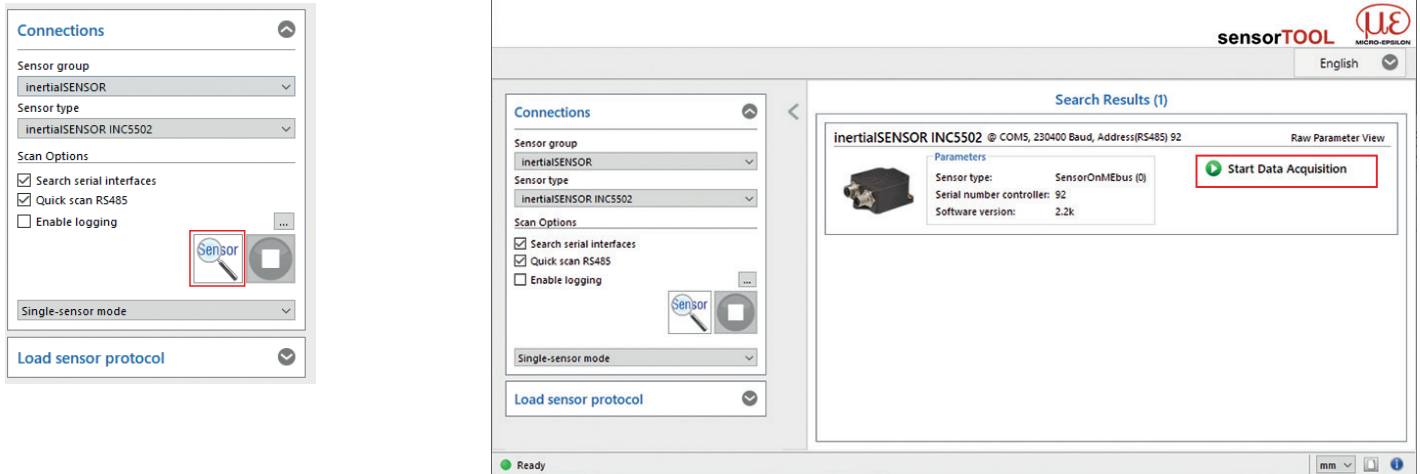 Connections
Sensor group
inertialSENSOR
Sensor type
inertialSENSOR INC5502
Scan Options
Search serial interfaces
Quick scan RS485
Enable logging
...
Sensor
Single-sensor mode
Load sensor protocol
sensorTOOL
µε
MICRO-EPSILON
English
Connections
Sensor group
inertialSENSOR
Sensor type
inertialSENSOR INC5502
Scan Options
Search serial interfaces
Quick scan RS485
Enable logging
...
Sensor
Single-sensor mode
Load sensor protocol
Search Results (1)
inertialSENSOR INC5502 @ COM5, 230400 Baud, Address(RS485) 92 Raw Parameter View
Parameters
Sensor type: SensorOnMEbus (0)
Serial number controller: 92
Software version: 2.2k
Start Data Acquisition
Ready
mm